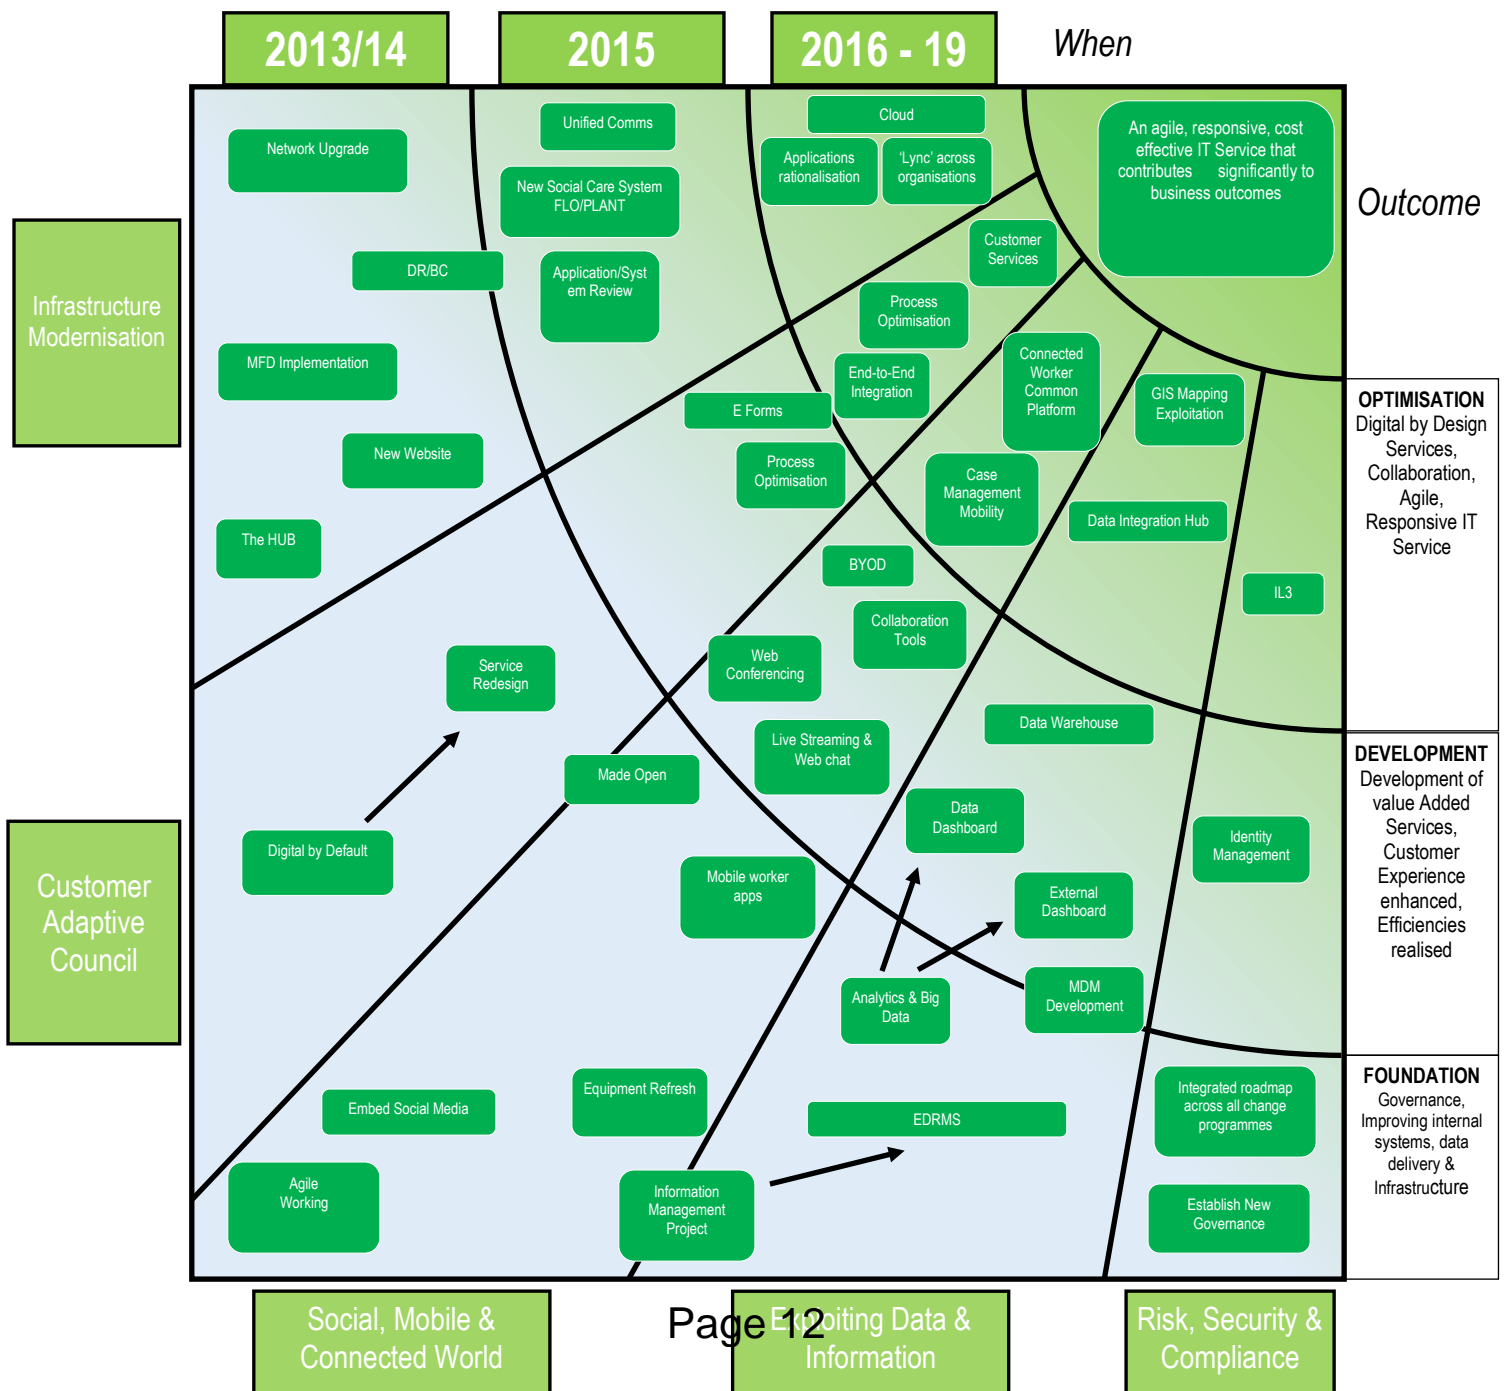 2013/14
2015
2016 - 19
When
Unified Comms
Cloud
Network Upgrade
Applications
rationalisation
'Lync' across
organisations
An agile, responsive, cost
effective IT Service that
contributes significantly to
business outcomes
New Social Care System
FLO/PLANT
Outcome
Infrastructure
Modernisation
DR/BC
Application/Syst
em Review
Customer
Services
Process
Optimisation
MFD Implementation
End-to-End
Integration
Connected
Worker
Common
Platform
GIS Mapping
Exploitation
E Forms
New Website
Process
Optimisation
Case
Management
Mobility
The HUB
Data Integration Hub
BYOD
IL3
Collaboration
Tools
OPTIMISATION
Digital by Design
Services,
Collaboration,
Agile,
Responsive IT
Service
Service
Redesign
Web
Conferencing
Data Warehouse
Live Streaming &
Web chat
Made Open
Data
Dashboard
Digital by Default
Identity
Management
Mobile worker
apps
External
Dashboard
Customer
Adaptive
Council
DEVELOPMENT
Development of
value Added
Services,
Customer
Experience
enhanced,
Efficiencies
realised
Analytics & Big
Data
MDM
Development
Embed Social Media
Equipment Refresh
EDRMS
Integrated roadmap
across all change
programmes
FOUNDATION
Governance,
Improving internal
systems, data
delivery &
Infrastructure
Agile
Working
Information
Management
Project
Establish New
Governance
Social, Mobile &
Connected World
Exploiting Data &
Information
Page 12
Risk, Security &
Compliance